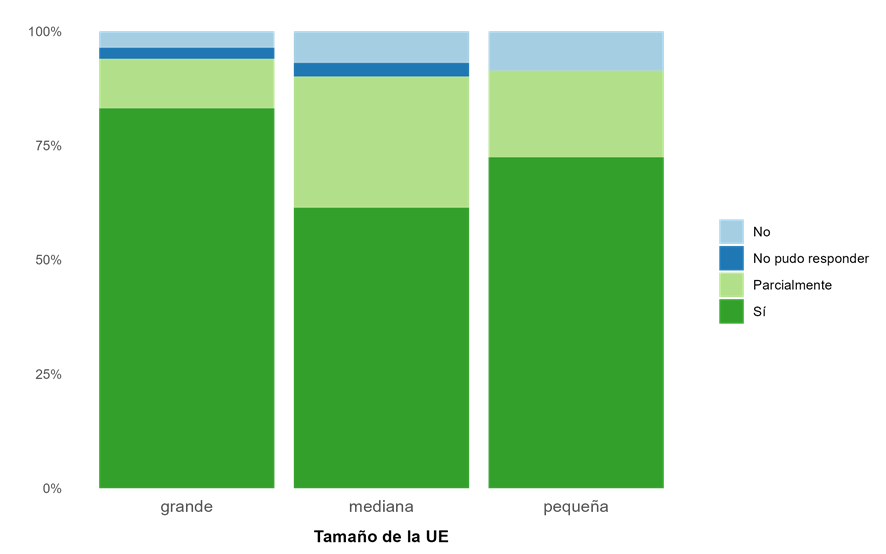 100%
75%
50%
25%
0%
grande mediana pequeña
Tamaño de la UE
No
No pudo responder
Parcialmente
Sí